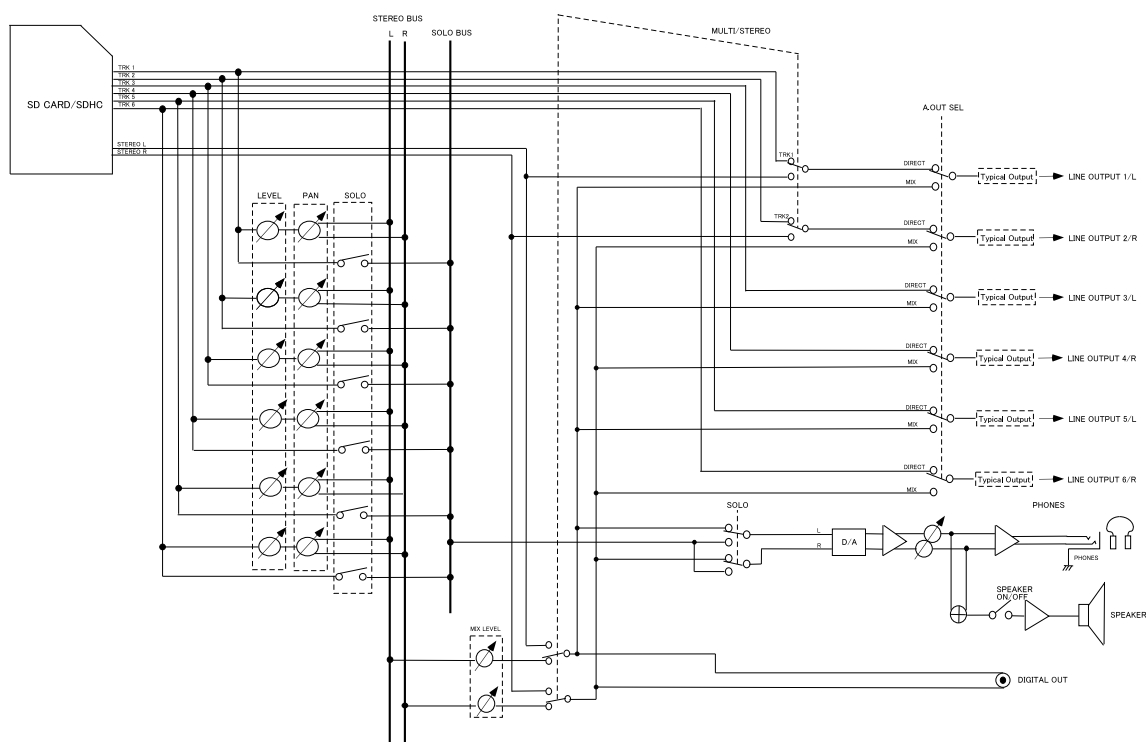 STEREO BUS
L R
SOLO BUS
MULTI/STEREO
SD CARD/SDHC
TRK 1
TRK 2
TRK 3
TRK 4
TRK 5
TRK 6
STEREO L
STEREO R
A.OUT SEL
LEVEL
PAN
SOLO
TRK1
DIRECT
MIX
Typical Output
LINE OUTPUT 1/L
TRK2
DIRECT
MIX
Typical Output
LINE OUTPUT 2/R
DIRECT
MIX
Typical Output
LINE OUTPUT 3/L
DIRECT
MIX
Typical Output
LINE OUTPUT 4/R
DIRECT
MIX
Typical Output
LINE OUTPUT 5/L
DIRECT
MIX
Typical Output
LINE OUTPUT 6/R
SOLO
L
R
D/A
PHONES
PHONES
SPEAKER
ON/OFF
SPEAKER
MIX LEVEL
DIGITAL OUT